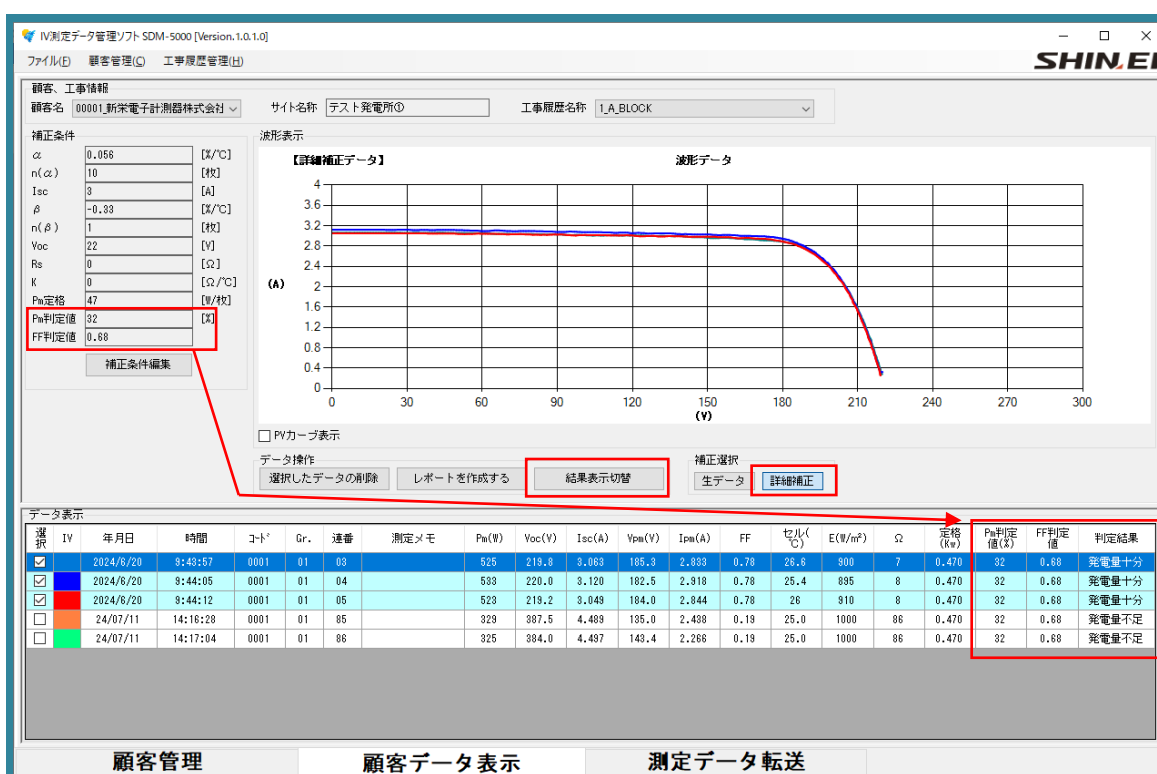 IV測定データ管理ソフト SDM-5000 [Version.1.0.1.0]
ファイル(F) 顧客管理(C) 工事履歴管理(H)
SHIN.EI
顧客、工事情報
顧客名 00001_新栄電子計測器株式会社 サイト名称 テスト発電所① 工事履歴名称 1_A_BLOCK
補正条件
α 0.056 [%/℃]
n(α) 10 [枚]
Isc 3 [A]
β -0.33 [%/℃]
n(β) 1 [枚]
Voc 22 [V]
Rs 0 [Ω]
K 0 [Ω/℃]
Pm定格 47 [W/枚]
Pm判定値 32 [%]
FF判定値 0.68
補正条件編集
波形表示
【詳細補正データ】 波形データ
4
3.6
3.2
2.8
2.4
(A) 2
1.6
1.2
0.8
0.4
0
0 30 60 90 120 150 180 210 240 270 300
(V)
PVカーブ表示
データ操作
選択したデータの削除 レポートを作成する 結果表示切替
補正選択
生データ 詳細補正
データ表示
選択 IV 年月日 時間 コード Gr. 連番 測定メモ Pm(W) Voc(V) Isc(A) Vpm(V) Ipm(A) FF セル(℃) E(W/m²) Ω 定格(Kw) Pm判定値(%) FF判定値 判定結果
2024/6/20 9:43:57 0001 01 03 525 219.8 3.063 185.3 2.833 0.78 26.6 900 7 0.470 32 0.68 発電量十分
2024/6/20 9:44:05 0001 01 04 533 220.0 3.120 182.5 2.918 0.78 25.4 895 8 0.470 32 0.68 発電量十分
2024/6/20 9:44:12 0001 01 05 523 219.2 3.049 184.0 2.844 0.78 26 910 8 0.470 32 0.68 発電量十分
24/07/11 14:16:28 0001 01 85 329 387.5 4.489 135.0 2.438 0.19 25.0 1000 86 0.470 32 0.68 発電量不足
24/07/11 14:17:04 0001 01 86 325 384.0 4.497 143.4 2.266 0.19 25.0 1000 86 0.470 32 0.68 発電量不足
顧客管理 顧客データ表示 測定データ転送